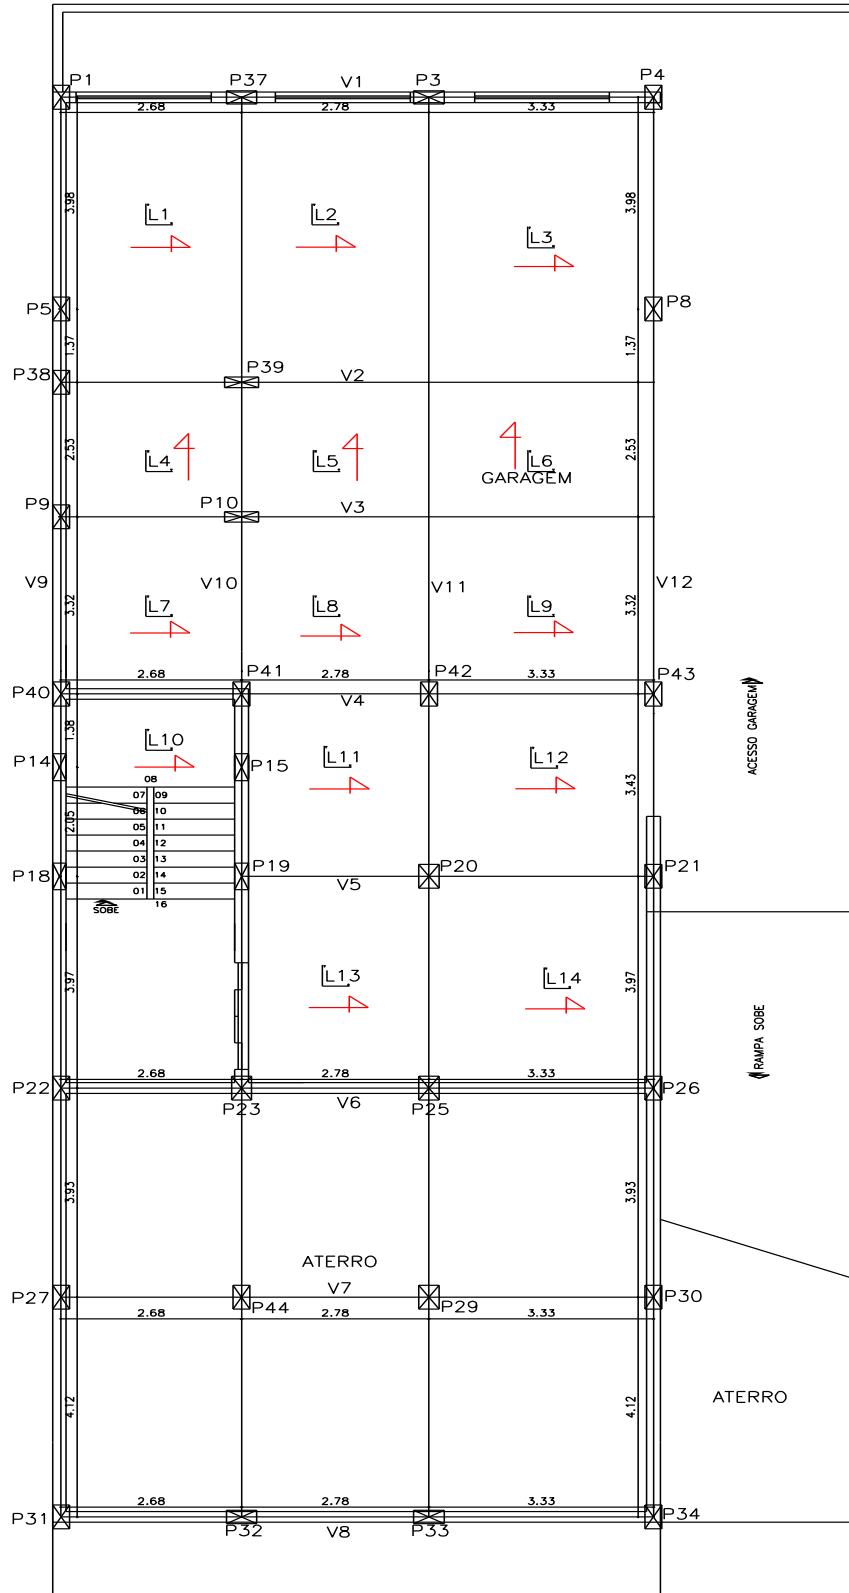 P1 P37 V1 P3 P4
2.68 2.78 3.33
3.98 3.98
L1 L2 L3
P5 P8
1.37 1.37
P38 P39 V2
2.53 2.53
L4 L5 L6
GARAGEM
P9 P10 V3
V9 V10 V11 V12
3.32 3.32
L7 L8 L9
2.68 2.78 3.33
P40 P41 V4 P42 P43
1.38
L10 L11 L12
3.43
ACESSO GARAGEM
P14 P15
08
07 09
06 10
05 11
04 12
03 13
02 14
01 15
16
2.05
SOBE
P18 P19 V5 P20 P21
3.97 3.97
L13 L14
RAMPA SOBE
2.68 2.78 3.33
P22 P23 V6 P25 P26
3.93 3.93
ATERRO
P27 P44 V7 P29 P30
2.68 2.78 3.33
ATERRO
4.12 4.12
2.68 2.78 3.33
P31 P32 V8 P33 P34